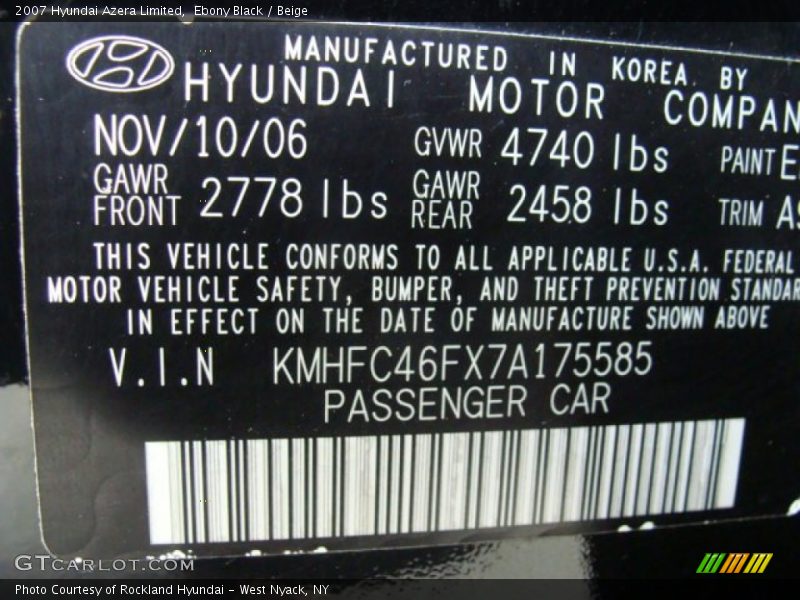 2007 Hyundai Azera Limited, Ebony Black / Beige
MANUFACTURED IN KOREA BY
HYUNDAI MOTOR COMPAN
NOV/10/06 GVWR 4740 lbs PAINT E
GAWR FRONT 2778 lbs GAWR REAR 2458 lbs TRIM AS
THIS VEHICLE CONFORMS TO ALL APPLICABLE U.S.A. FEDERAL
MOTOR VEHICLE SAFETY, BUMPER, AND THEFT PREVENTION STANDAR
IN EFFECT ON THE DATE OF MANUFACTURE SHOWN ABOVE
V.I.N KMHFC46FX7A175585
PASSENGER CAR
GTCARLOT.COM
Photo Courtesy of Rockland Hyundai – West Nyack, NY